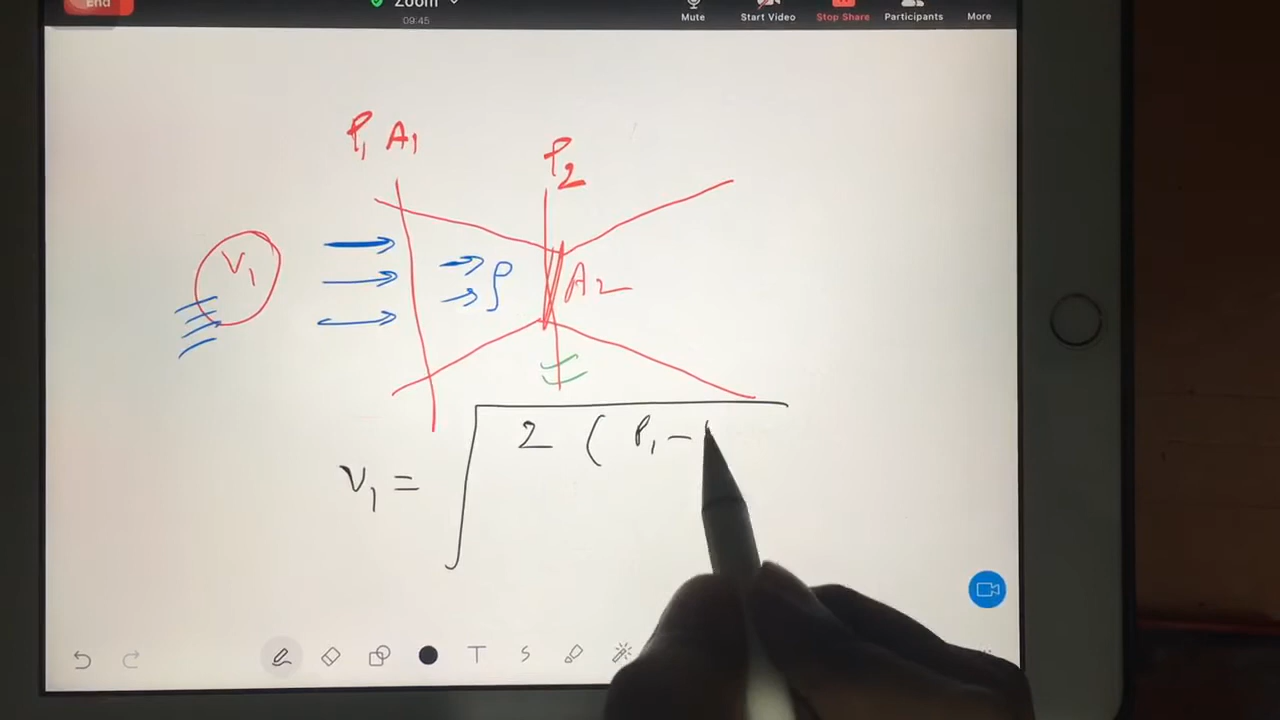 End
Zoom
09:45
Mute Start Video Stop Share Participants More
P1 A1
P2
V1
ρ
A2
2 ( P1 -
V1 = √
T